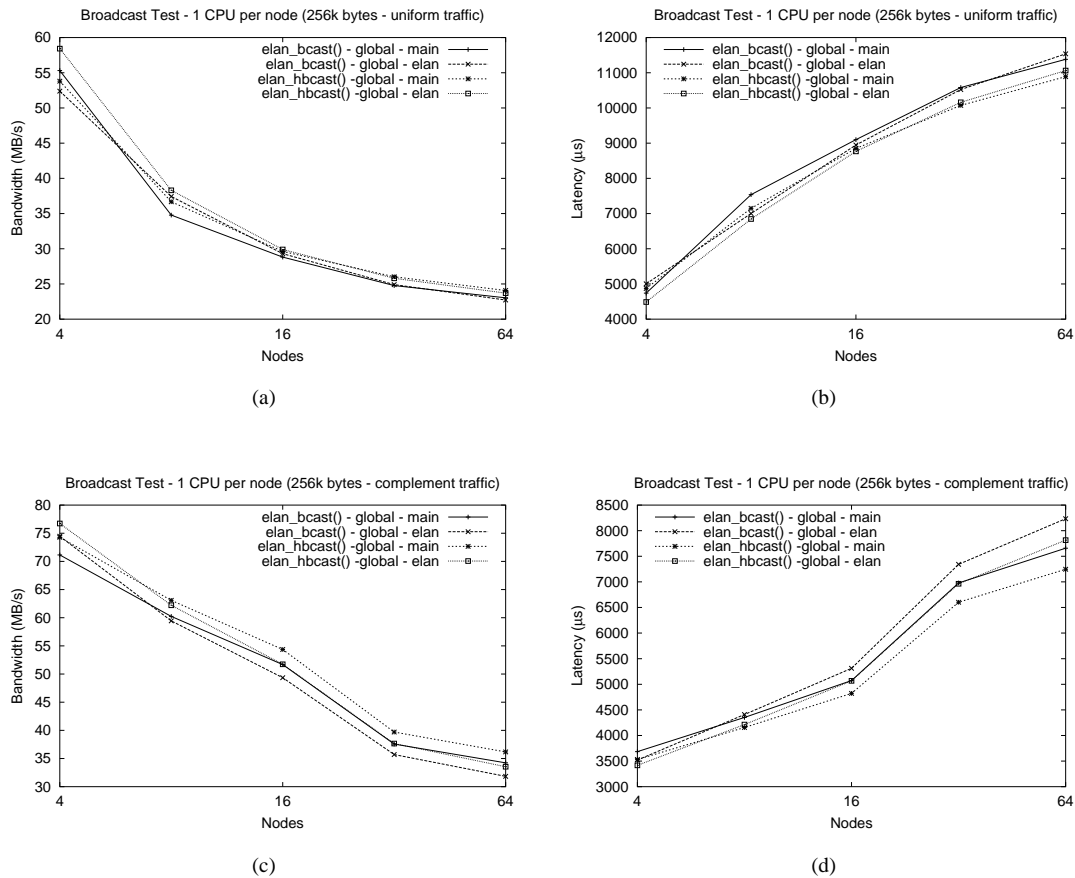 Broadcast Test - 1 CPU per node (256k bytes - uniform traffic)
60
55
50
45
40
35
30
25
20
Bandwidth (MB/s)
elan_bcast() - global - main
elan_bcast() - global - elan
elan_hbcast() -global - main
elan_hbcast() -global - elan
4
16
64
Nodes
(a)
Broadcast Test - 1 CPU per node (256k bytes - uniform traffic)
12000
11000
10000
9000
8000
7000
6000
5000
4000
Latency (µs)
elan_bcast() - global - main
elan_bcast() - global - elan
elan_hbcast() -global - main
elan_hbcast() -global - elan
4
16
64
Nodes
(b)
Broadcast Test - 1 CPU per node (256k bytes - complement traffic)
80
75
70
65
60
55
50
45
40
35
30
Bandwidth (MB/s)
elan_bcast() - global - main
elan_bcast() - global - elan
elan_hbcast() -global - main
elan_hbcast() -global - elan
4
16
64
Nodes
(c)
Broadcast Test - 1 CPU per node (256k bytes - complement traffic)
8500
8000
7500
7000
6500
6000
5500
5000
4500
4000
3500
3000
Latency (µs)
elan_bcast() - global - main
elan_bcast() - global - elan
elan_hbcast() -global - main
elan_hbcast() -global - elan
4
16
64
Nodes
(d)